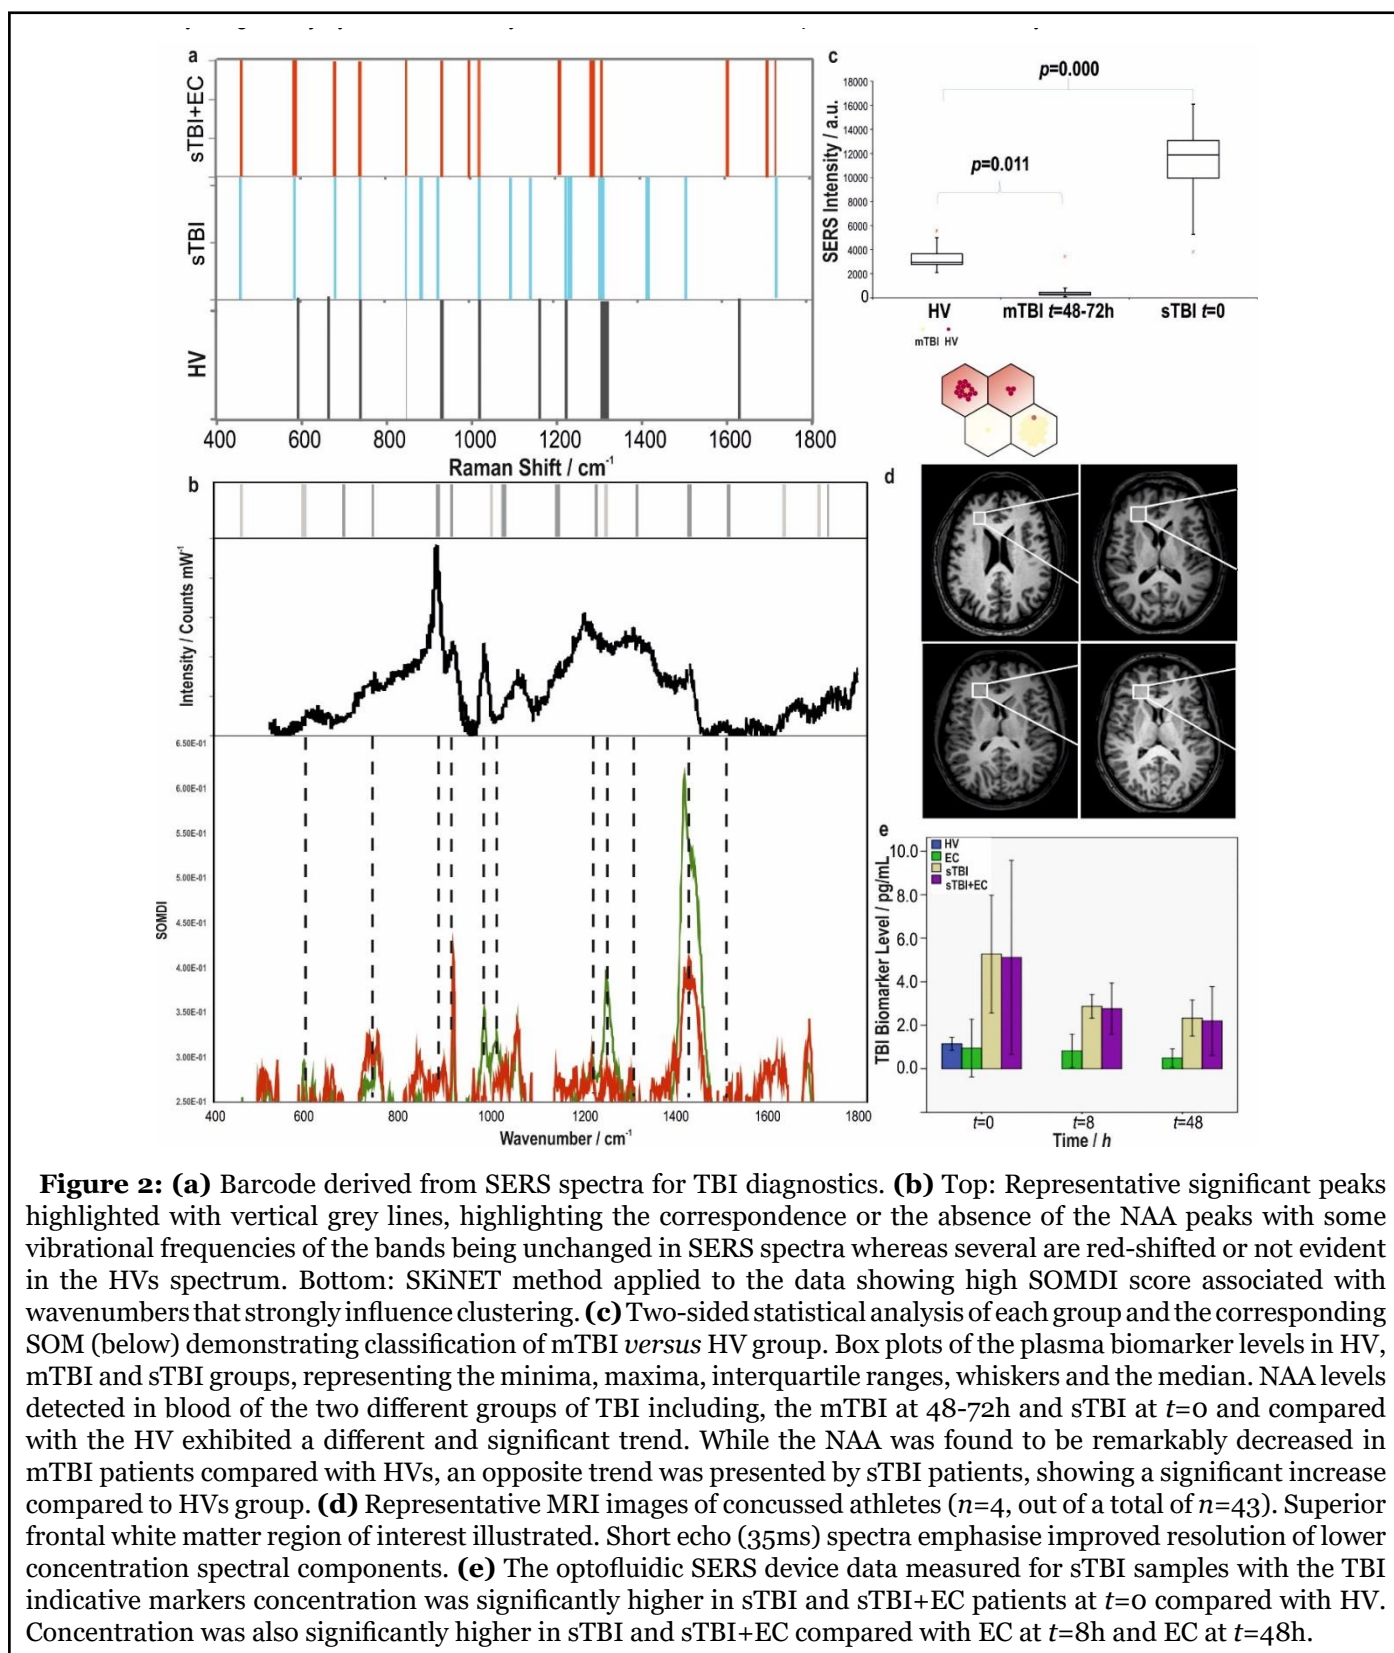 a
sTBI+EC
sTBI
HV
400 600 800 1000 1200 1400 1600 1800
Raman Shift / cm-1
b
Intensity / Counts mW-1
6.50E-01
6.00E-01
5.50E-01
5.00E-01
4.50E-01
4.00E-01
3.50E-01
3.00E-01
2.50E-01
SOMDI
400 600 800 1000 1200 1400 1600 1800
Wavenumber / cm-1
c
p=0.000
p=0.011
SERS Intensity / a.u.
18000
16000
14000
12000
10000
8000
6000
4000
2000
0
HV mTBI t=48-72h sTBI t=0
mTBI HV
d
e
HV
EC
sTBI
sTBI+EC
TBI Biomarker Level / pg/mL
10.0
8.0
6.0
4.0
2.0
0.0
t=0 t=8 t=48
Time / h
Figure 2: (a) Barcode derived from SERS spectra for TBI diagnostics. (b) Top: Representative significant peaks
highlighted with vertical grey lines, highlighting the correspondence or the absence of the NAA peaks with some
vibrational frequencies of the bands being unchanged in SERS spectra whereas several are red-shifted or not evident
in the HVs spectrum. Bottom: SKiNET method applied to the data showing high SOMDI score associated with
wavenumbers that strongly influence clustering. (c) Two-sided statistical analysis of each group and the corresponding
SOM (below) demonstrating classification of mTBI versus HV group. Box plots of the plasma biomarker levels in HV,
mTBI and sTBI groups, representing the minima, maxima, interquartile ranges, whiskers and the median. NAA levels
detected in blood of the two different groups of TBI including, the mTBI at 48-72h and sTBI at t=0 and compared
with the HV exhibited a different and significant trend. While the NAA was found to be remarkably decreased in
mTBI patients compared with HVs, an opposite trend was presented by sTBI patients, showing a significant increase
compared to HVs group. (d) Representative MRI images of concussed athletes (n=4, out of a total of n=43). Superior
frontal white matter region of interest illustrated. Short echo (35ms) spectra emphasise improved resolution of lower
concentration spectral components. (e) The optofluidic SERS device data measured for sTBI samples with the TBI
indicative markers concentration was significantly higher in sTBI and sTBI+EC patients at t=0 compared with HV.
Concentration was also significantly higher in sTBI and sTBI+EC compared with EC at t=8h and EC at t=48h.